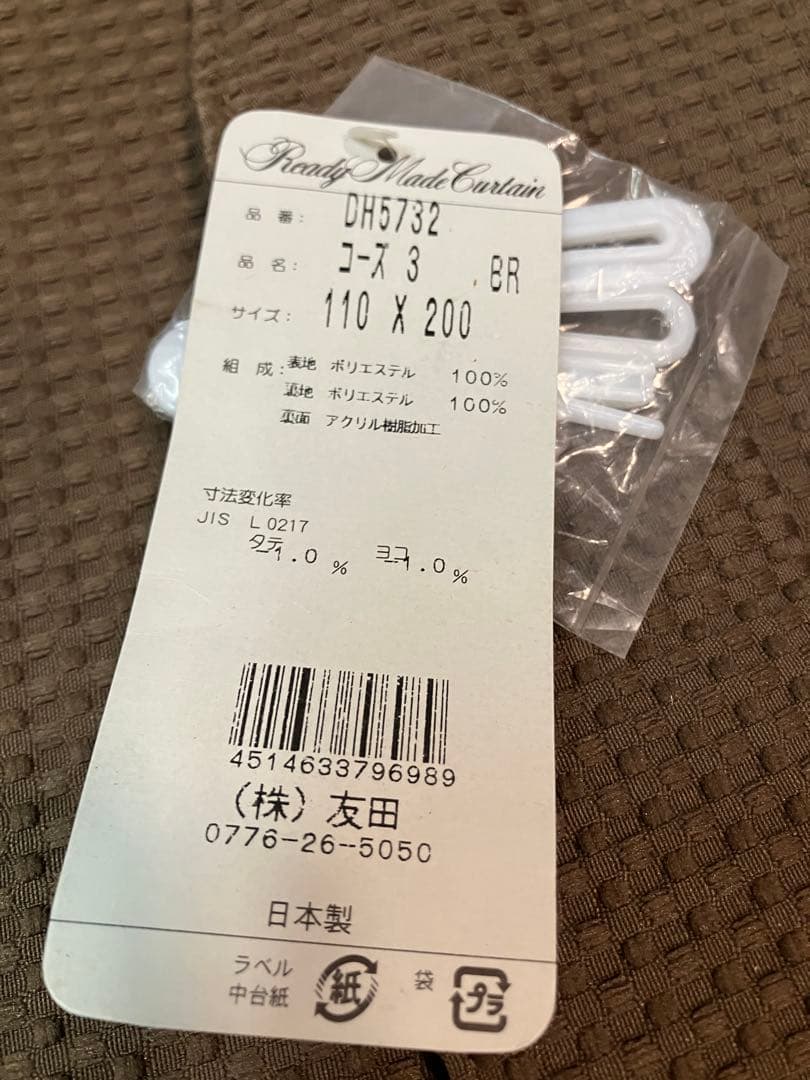 Ready Made Curtain
品番: DH5732
品名: コーズ 3 BR
サイズ: 110 X 200
組成: 表地 ポリエステル 100%
裏地 ポリエステル 100%
裏面 アクリル樹脂加工
寸法変化率
JIS L 0217
タテ -1.0 % ヨコ -1.0 %
4514633796989
(株) 友田
0776-26-5050
日本製
ラベル 中台紙 紙 袋 プラ